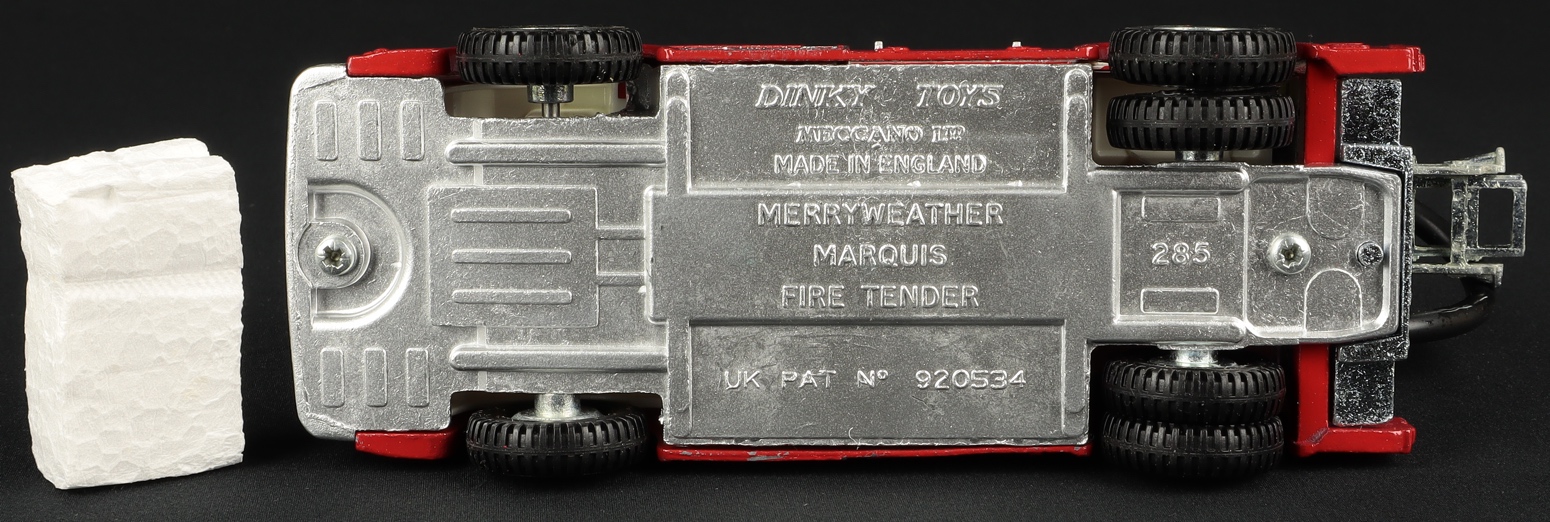 DINKY TOYS
MECCANO LTD
MADE IN ENGLAND
MERRYWEATHER
MARQUIS
FIRE TENDER
285
UK PAT Nº 920534